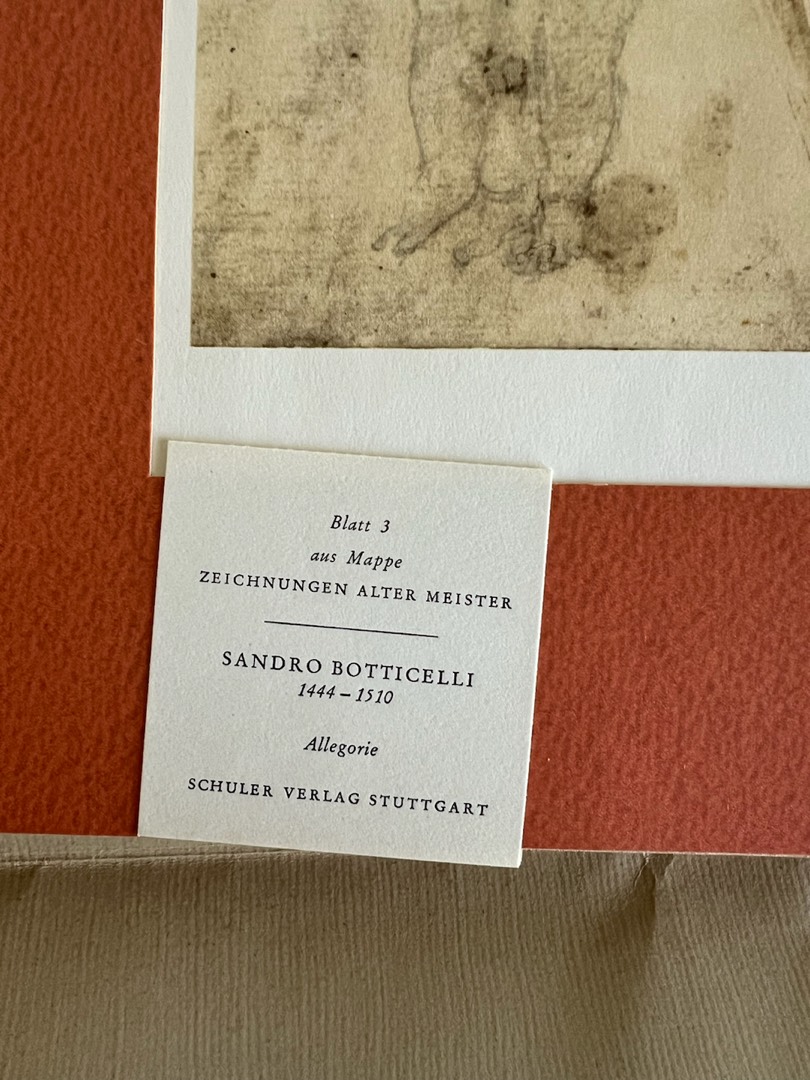 Blatt 3
aus Mappe
ZEICHNUNGEN ALTER MEISTER
SANDRO BOTTICELLI
1444 – 1510
Allegorie
SCHULER VERLAG STUTTGART